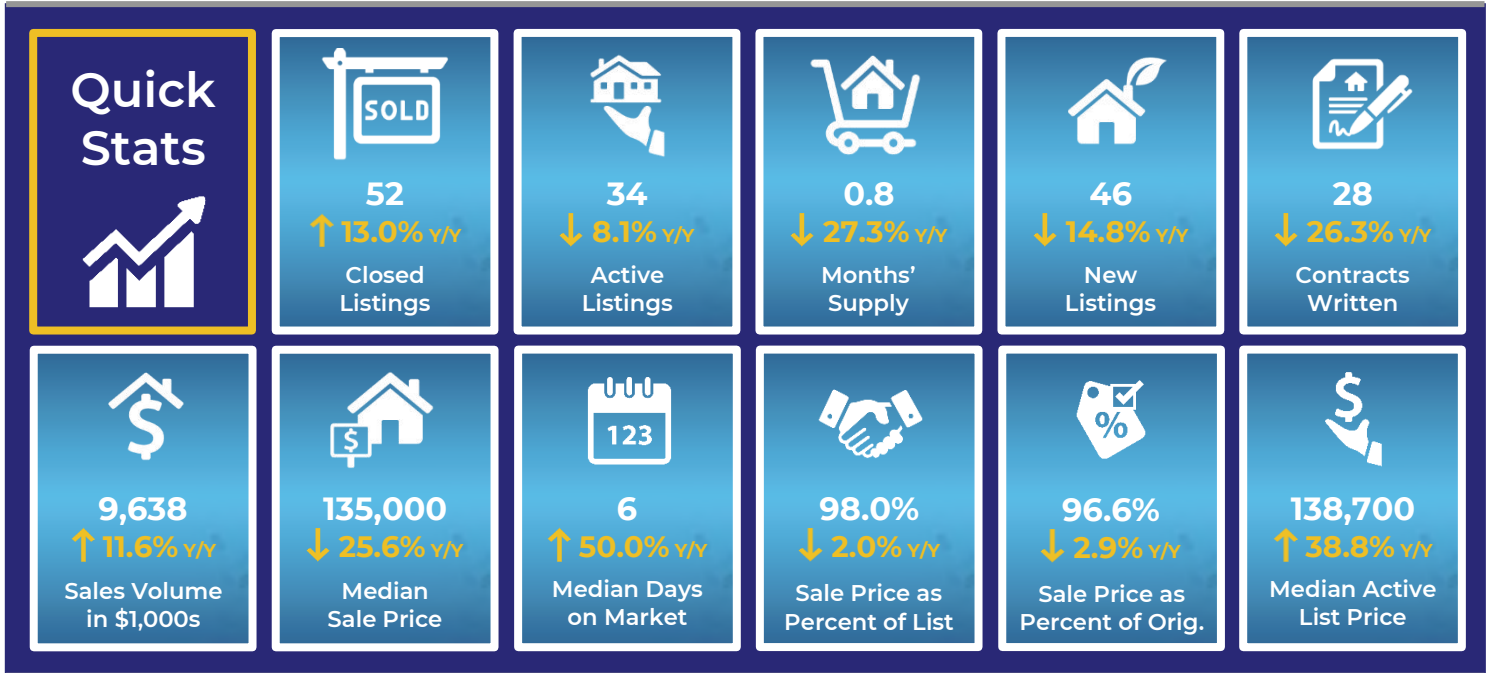 Quick
Stats
SOLD
52
↑ 13.0% Y/Y
Closed
Listings
34
↓ 8.1% Y/Y
Active
Listings
0.8
↓ 27.3% Y/Y
Months’
Supply
46
↓ 14.8% Y/Y
New
Listings
28
↓ 26.3% Y/Y
Contracts
Written
$
9,638
↑ 11.6% Y/Y
Sales Volume
in $1,000s
$
135,000
↓ 25.6% Y/Y
Median
Sale Price
123
6
↑ 50.0% Y/Y
Median Days
on Market
98.0%
↓ 2.0% Y/Y
Sale Price as
Percent of List
%
96.6%
↓ 2.9% Y/Y
Sale Price as
Percent of Orig.
$
138,700
↑ 38.8% Y/Y
Median Active
List Price